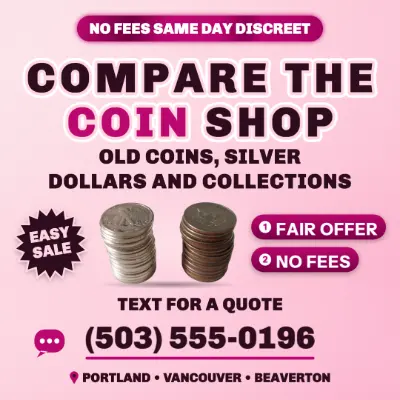 NO FEES SAME DAY DISCREET
COMPARE THE
COIN SHOP
OLD COINS, SILVER
DOLLARS AND COLLECTIONS
EASY
SALE
1 FAIR OFFER
2 NO FEES
TEXT FOR A QUOTE
(503) 555-0196
PORTLAND • VANCOUVER • BEAVERTON